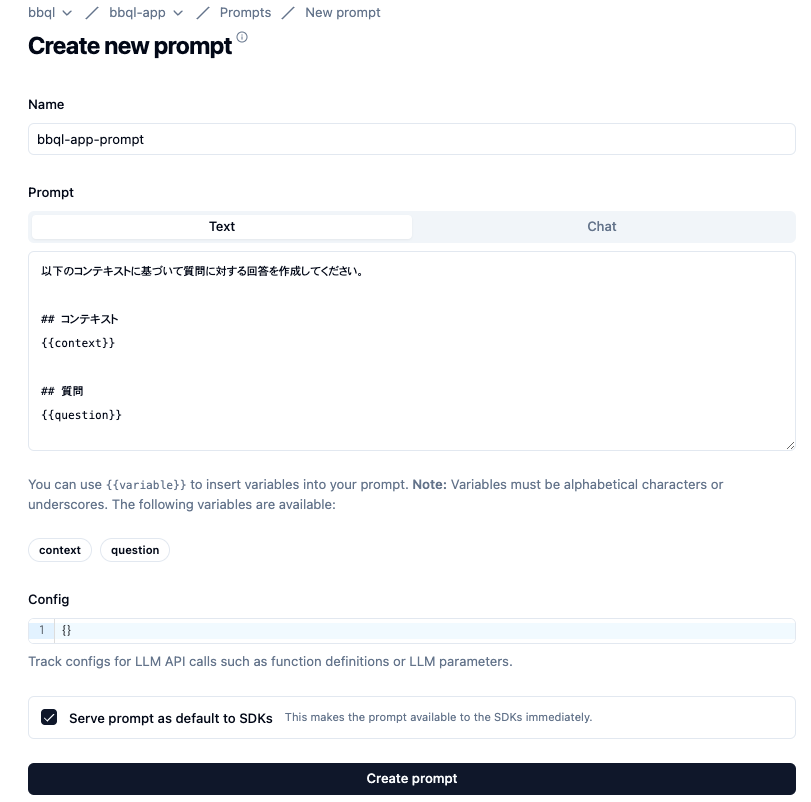 bbql / bbql-app / Prompts / New prompt
Create new prompt
Name
bbql-app-prompt
Prompt
Text Chat
以下のコンテキストに基づいて質問に対する回答を作成してください。
## コンテキスト
{{context}}
## 質問
{{question}}
You can use {{variable}} to insert variables into your prompt. Note: Variables must be alphabetical characters or
underscores. The following variables are available:
context question
Config
1 {}
Track configs for LLM API calls such as function definitions or LLM parameters.
Serve prompt as default to SDKs This makes the prompt available to the SDKs immediately.
Create prompt